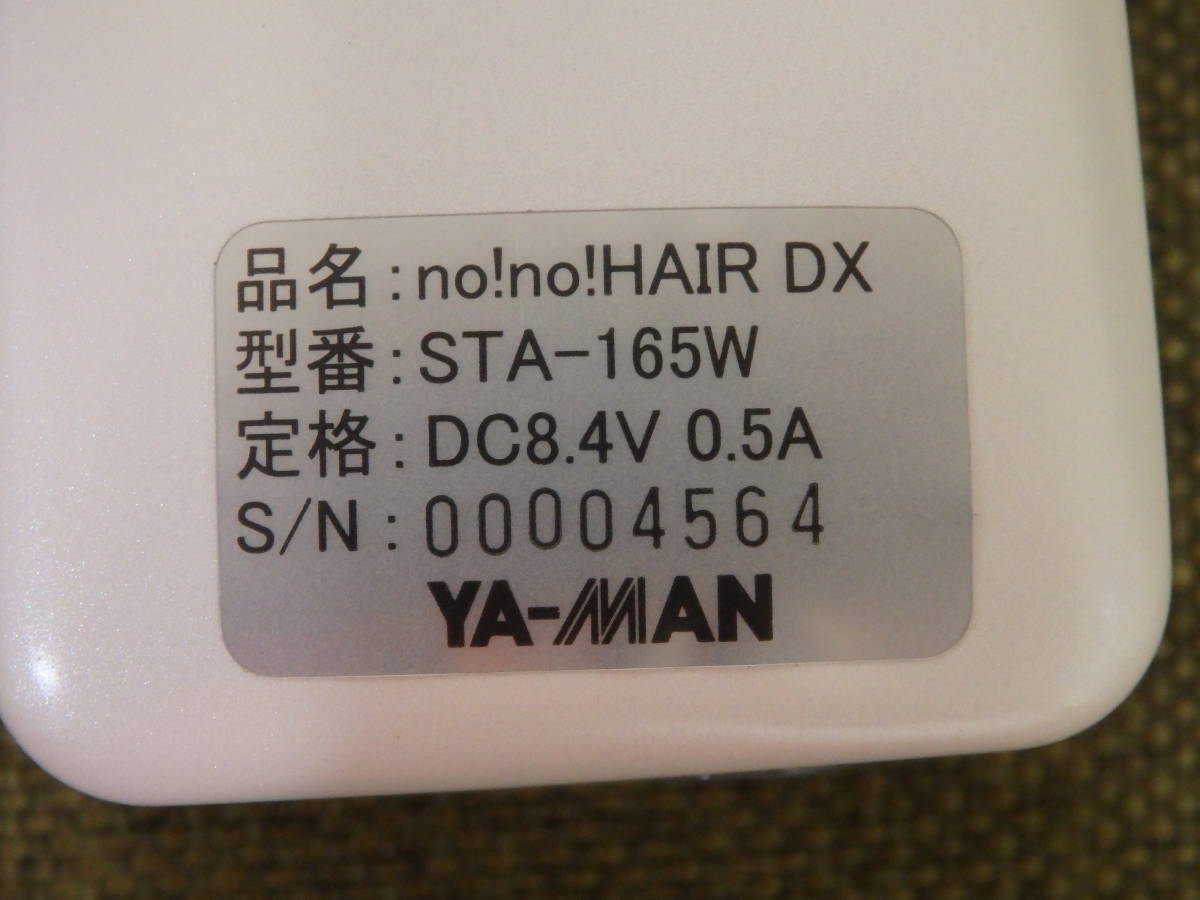 品名：no!no!HAIR DX
型番：STA-165W
定格：DC8.4V 0.5A
S/N：00004564
YA-MAN